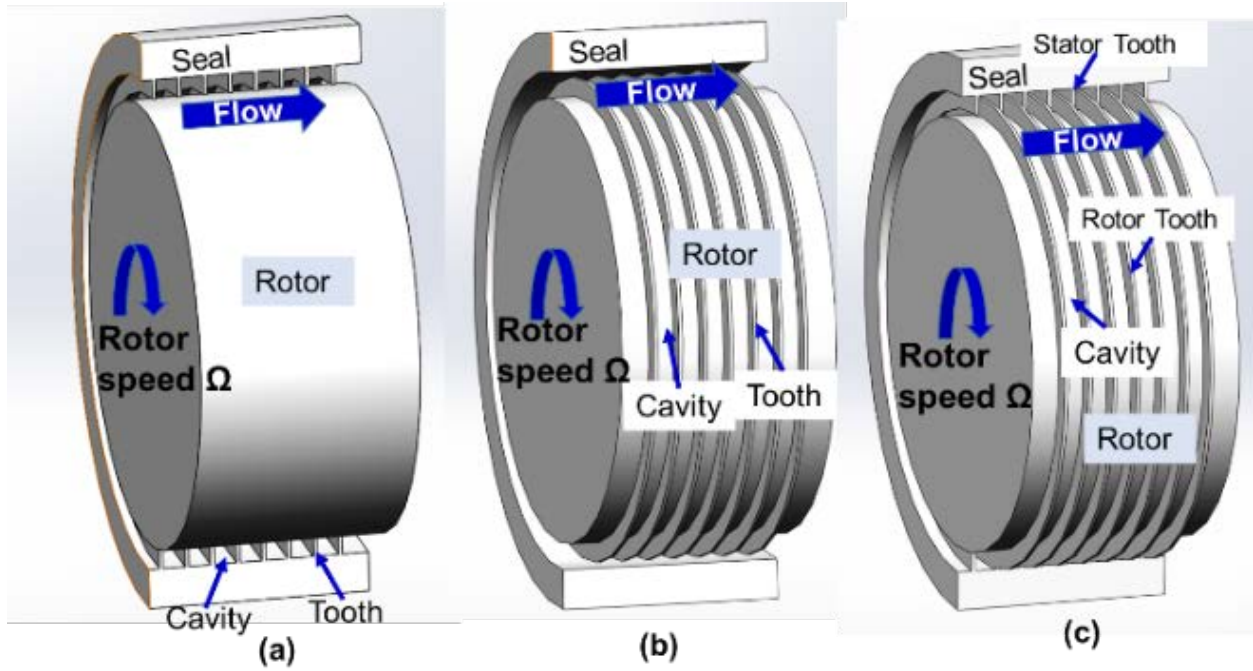 Seal
Flow
Rotor
Rotor
speed Ω
Cavity
Tooth
(a)
Seal
Flow
Rotor
Rotor
speed Ω
Cavity
Tooth
(b)
Stator Tooth
Seal
Flow
Rotor Tooth
Rotor
speed Ω
Cavity
Rotor
(c)